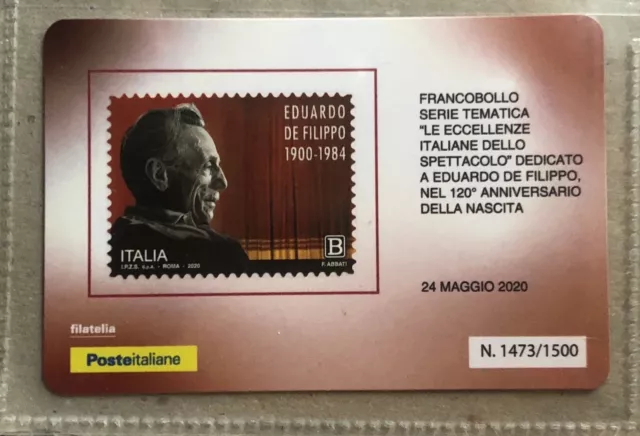 EDUARDO
DE FILIPPO
1900-1984
ITALIA
B
I.P.Z.S. S.p.A. - ROMA - 2020
F. ABBATI
FRANCOBOLLO
SERIE TEMATICA
"LE ECCELLENZE
ITALIANE DELLO
SPETTACOLO" DEDICATO
A EDUARDO DE FILIPPO,
NEL 120° ANNIVERSARIO
DELLA NASCITA
24 MAGGIO 2020
filatelia
Posteitaliane
N. 1473/1500